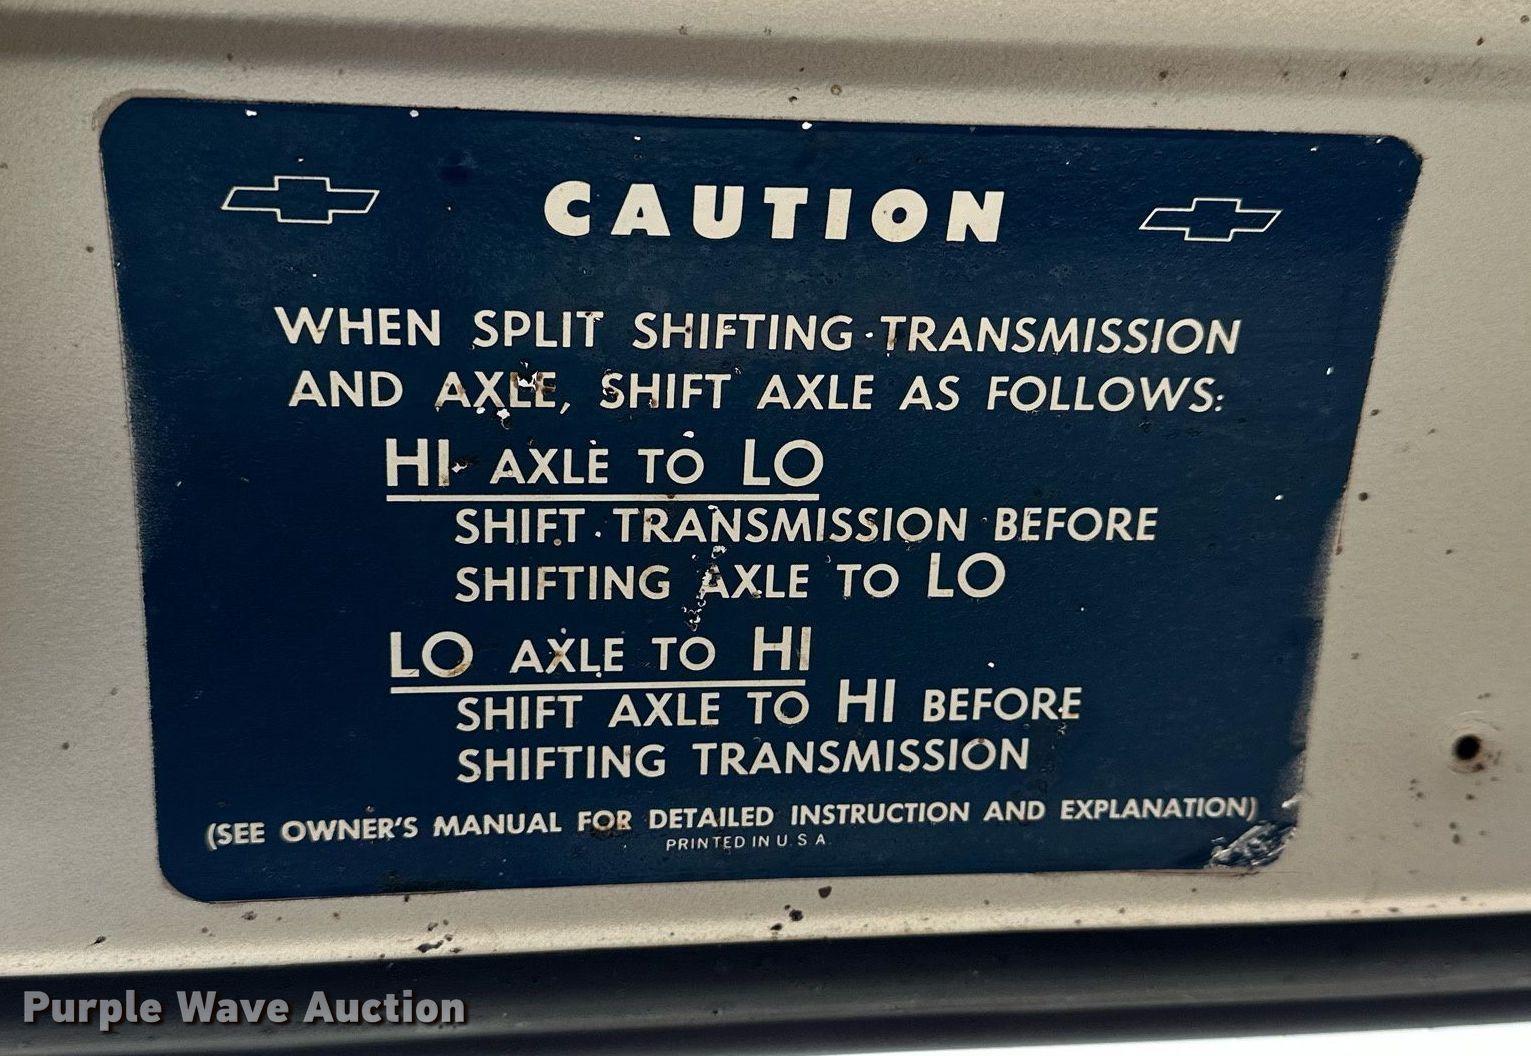 CAUTION
WHEN SPLIT SHIFTING TRANSMISSION
AND AXLE, SHIFT AXLE AS FOLLOWS:
HI AXLE TO LO
SHIFT TRANSMISSION BEFORE
SHIFTING AXLE TO LO
LO AXLE TO HI
SHIFT AXLE TO HI BEFORE
SHIFTING TRANSMISSION
(SEE OWNER'S MANUAL FOR DETAILED INSTRUCTION AND EXPLANATION)
PRINTED IN U.S.A.
Purple Wave Auction